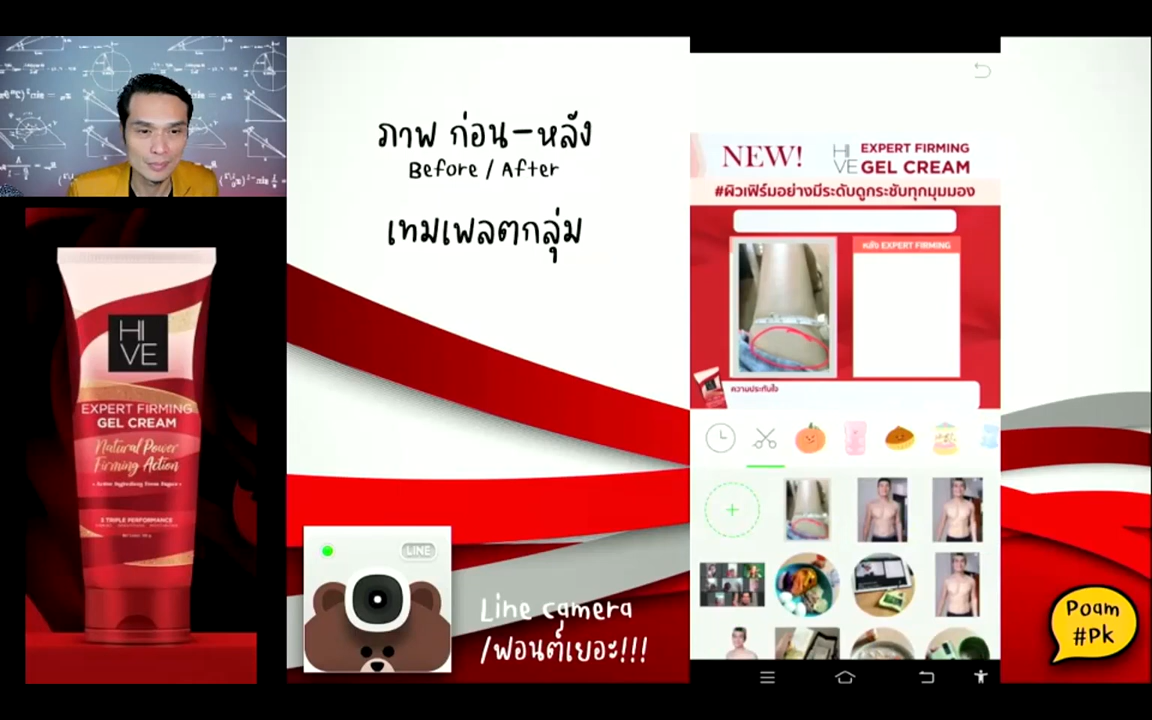 ภาพ ก่อน-หลัง
Before / After
เทมเพลตกลุ่ม
HI
VE
EXPERT FIRMING
GEL CREAM
Natural Power
Firming Action
3 TRIPLE PERFORMANCE
LINE
Line camera
/ฟอนต์เยอะ!!!
NEW!
HI
VE
EXPERT FIRMING
GEL CREAM
#ผิวเฟิร์มอย่างมีระดับดูกระชับทุกมุมมอง
หลัง EXPERT FIRMING
ความประทับใจ
Poam
#Pk